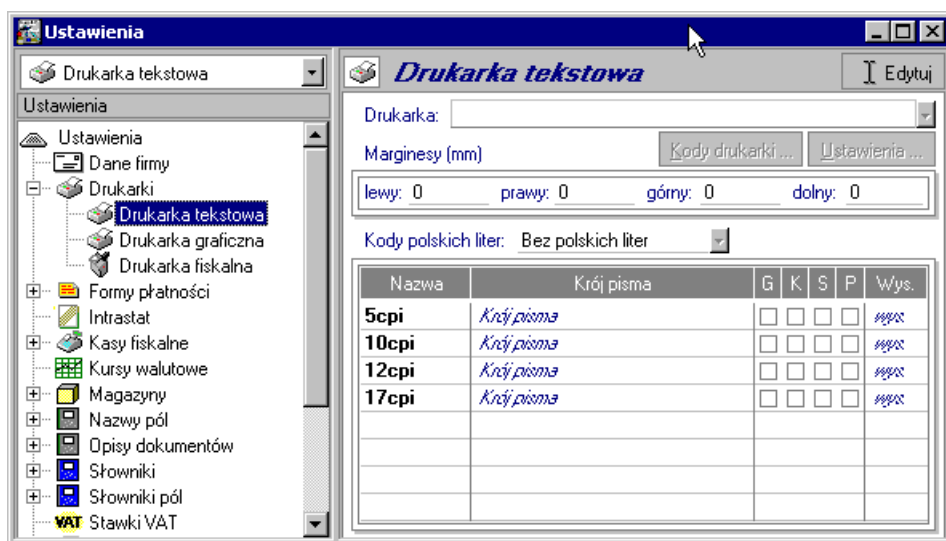 Ustawienia
Drukarka tekstowa
Ustawienia
Ustawienia
Dane firmy
Drukarki
Drukarka tekstowa
Drukarka graficzna
Drukarka fiskalna
Formy płatności
Intrastat
Kasy fiskalne
Kursy walutowe
Magazyny
Nazwy pól
Opisy dokumentów
Słowniki
Słowniki pól
VAT Stawki VAT
Drukarka tekstowa
Edytuj
Drukarka:
Marginesy (mm)
Kody drukarki ...
Ustawienia ...
lewy: 0 prawy: 0 górny: 0 dolny: 0
Kody polskich liter: Bez polskich liter
Nazwa Krój pisma G K S P Wys.
5cpi Krój pisma wys.
10cpi Krój pisma wys.
12cpi Krój pisma wys.
17cpi Krój pisma wys.